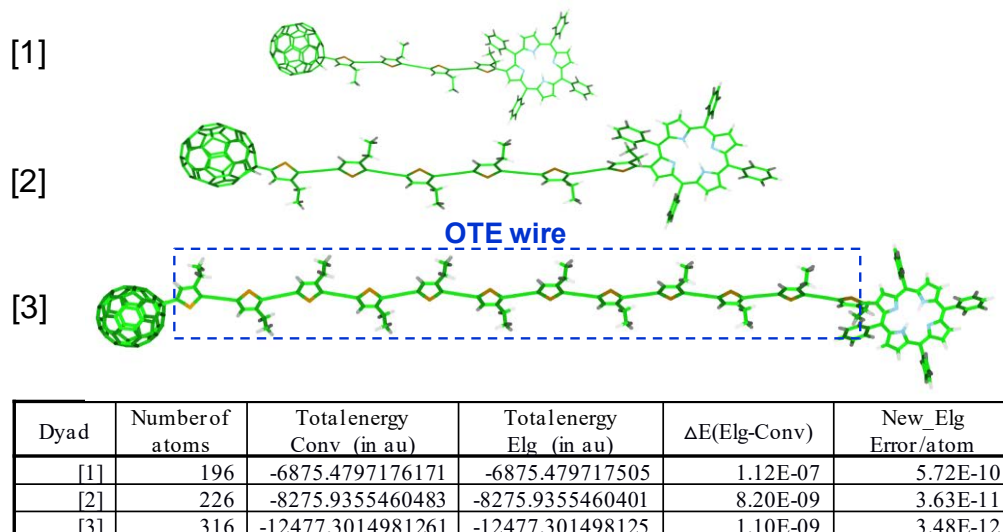 [1]
[2]
OTE wire
[3]
Dyad Number of atoms Total energy Conv (in au) Total energy Elg (in au) △E(Elg-Conv) New_Elg Error/atom
[1] 196 -6875.4797176171 -6875.479717505 1.12E-07 5.72E-10
[2] 226 -8275.9355460483 -8275.9355460401 8.20E-09 3.63E-11
[3] 316 -12477.3014981261 -12477.301498125 1.10E-09 3.48E-12